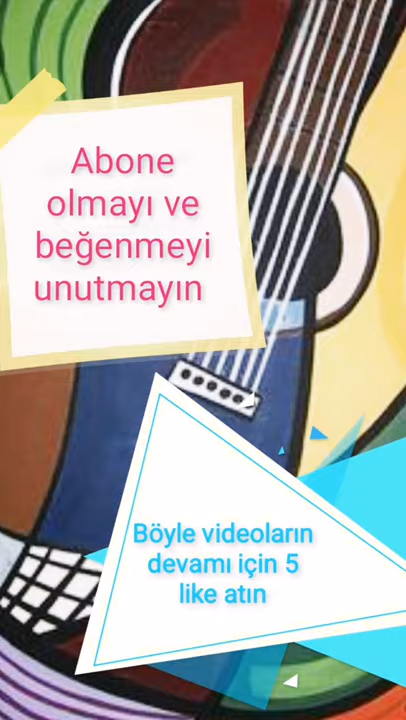 Abone
olmayı ve
beğenmeyi
unutmayın
Böyle videoların
devamı için 5
like atın